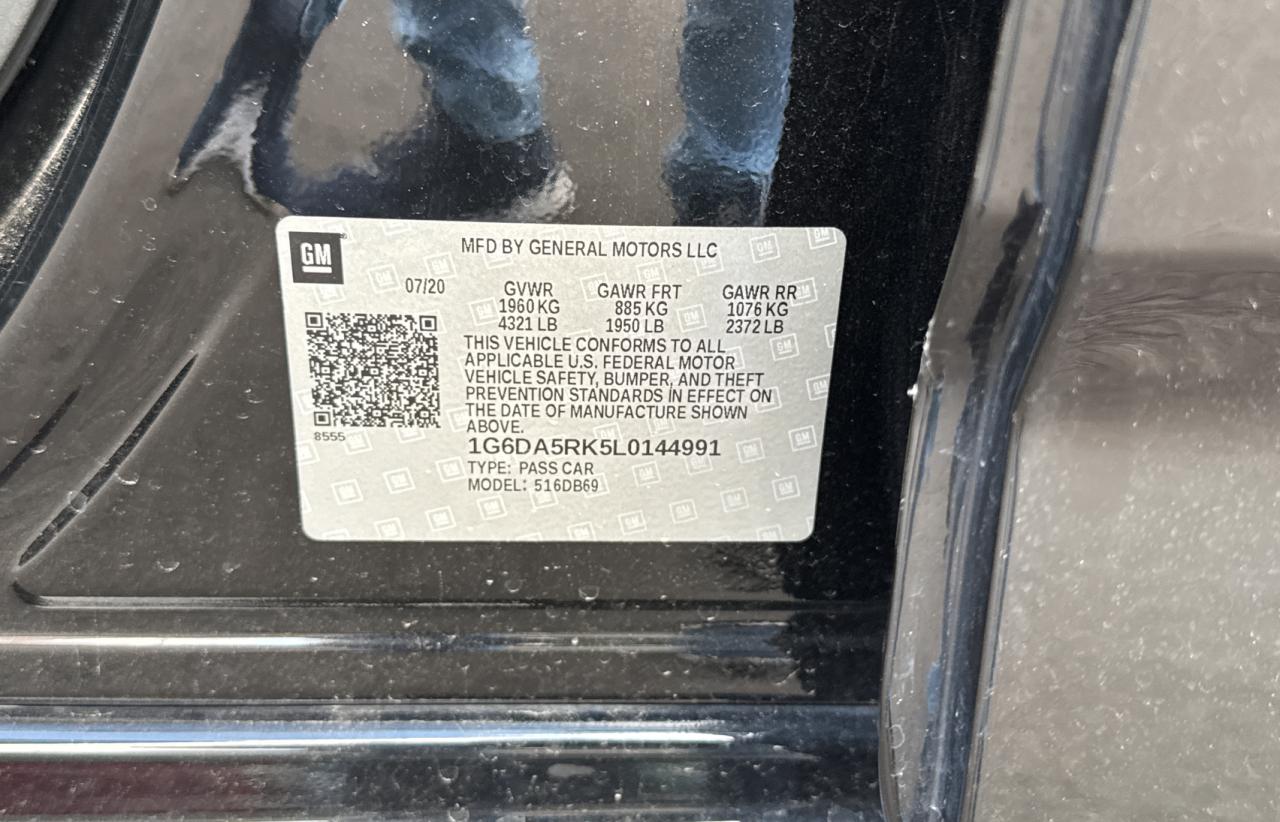 GM
MFD BY GENERAL MOTORS LLC
07/20
GVWR GAWR FRT GAWR RR
1960 KG 885 KG 1076 KG
4321 LB 1950 LB 2372 LB
THIS VEHICLE CONFORMS TO ALL
APPLICABLE U.S. FEDERAL MOTOR
VEHICLE SAFETY, BUMPER, AND THEFT
PREVENTION STANDARDS IN EFFECT ON
THE DATE OF MANUFACTURE SHOWN
ABOVE.
8555
1G6DA5RK5L0144991
TYPE: PASS CAR
MODEL: 516DB69